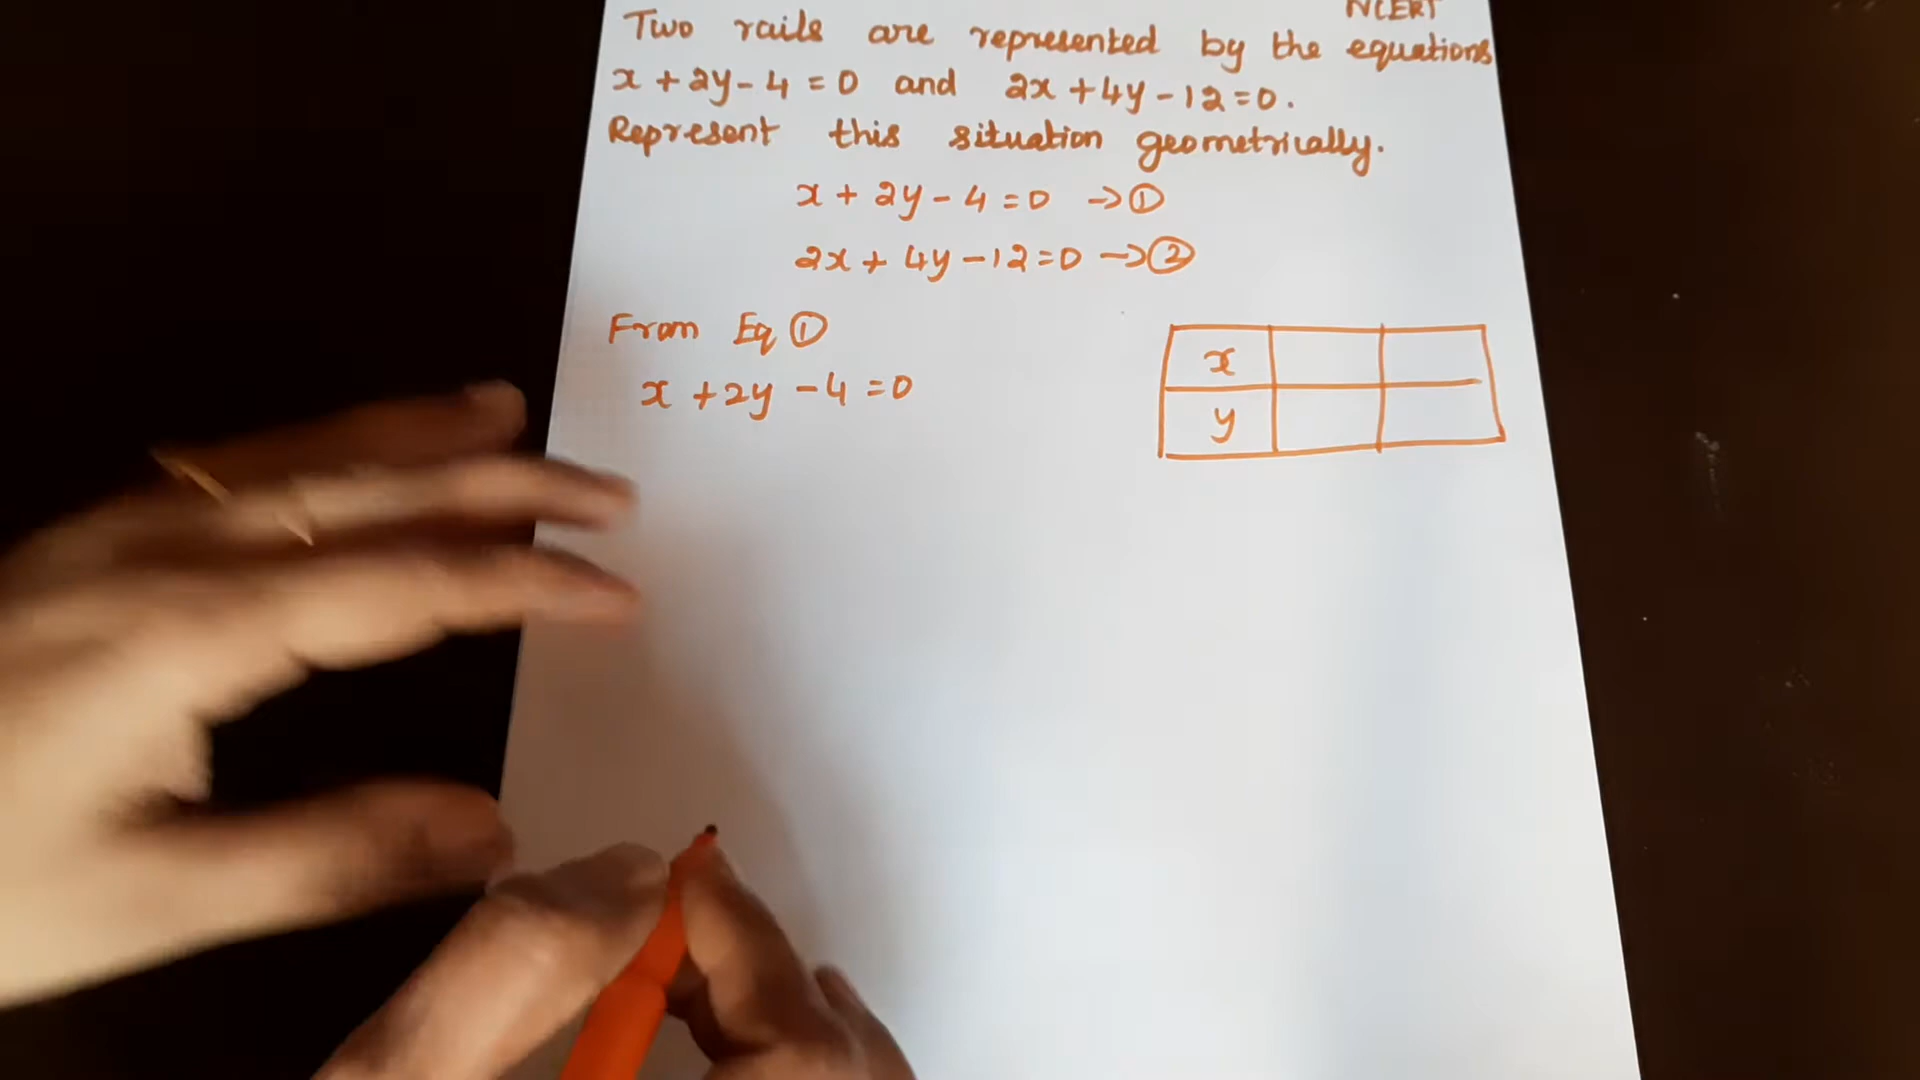 NCERT
Two rails are represented by the equations
x + 2y - 4 = 0 and 2x + 4y - 12 = 0.
Represent this situation geometrically.
x + 2y - 4 = 0 → ①
2x + 4y - 12 = 0 → ②
From Eq ①
x + 2y - 4 = 0
x
y